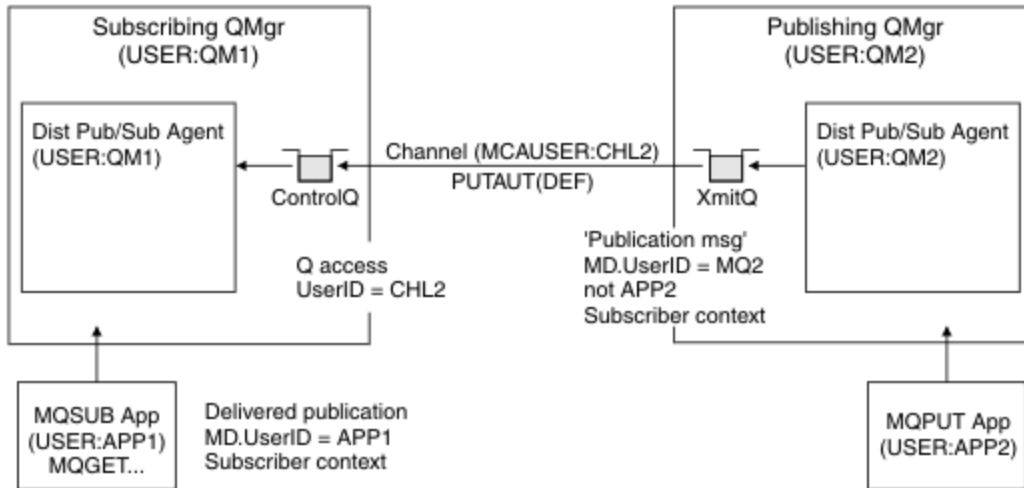 Subscribing QMgr
(USER:QM1)
Publishing QMgr
(USER:QM2)
Dist Pub/Sub Agent
(USER:QM1)
Channel (MCAUSER:CHL2)
PUTAUT(DEF)
Dist Pub/Sub Agent
(USER:QM2)
ControlQ
XmitQ
Q access
UserID = CHL2
'Publication msg'
MD.UserID = MQ2
not APP2
Subscriber context
MQSUB App
(USER:APP1)
MQGET...
Delivered publication
MD.UserID = APP1
Subscriber context
MQPUT App
(USER:APP2)